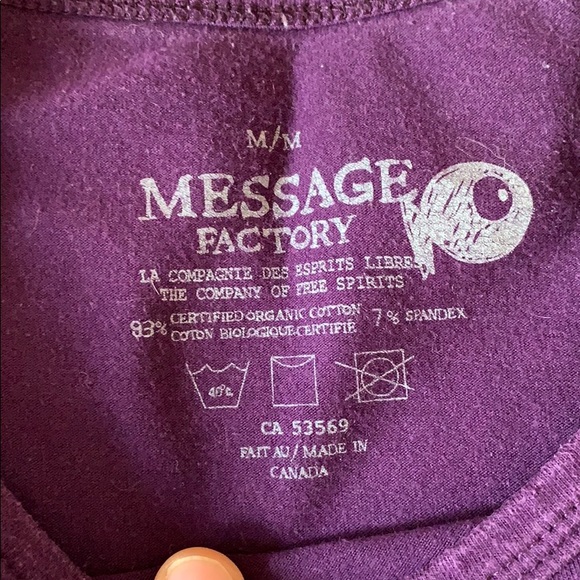 M/M
MESSAGE
FACTORY
LA COMPAGNIE DES ESPRITS LIBRES
THE COMPANY OF FREE SPIRITS
93% CERTIFIED ORGANIC COTTON 7% SPANDEX
COTON BIOLOGIQUE CERTIFIÉ
40°C
CA 53569
FAIT AU/MADE IN
CANADA